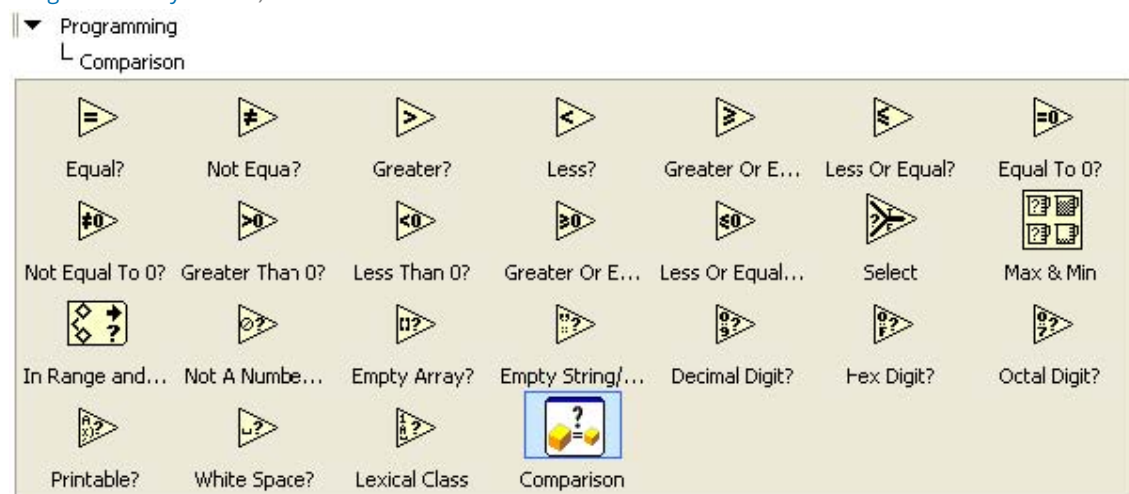 Programming
Comparison
Equal? Not Equa? Greater? Less? Greater Or E... Less Or Equal? Equal To 0?
Not Equal To 0? Greater Than 0? Less Than 0? Greater Or E... Less Or Equal... Select Max & Min
In Range and... Not A Numbe... Empty Array? Empty String/... Decimal Digit? Hex Digit? Octal Digit?
Printable? White Space? Lexical Class Comparison